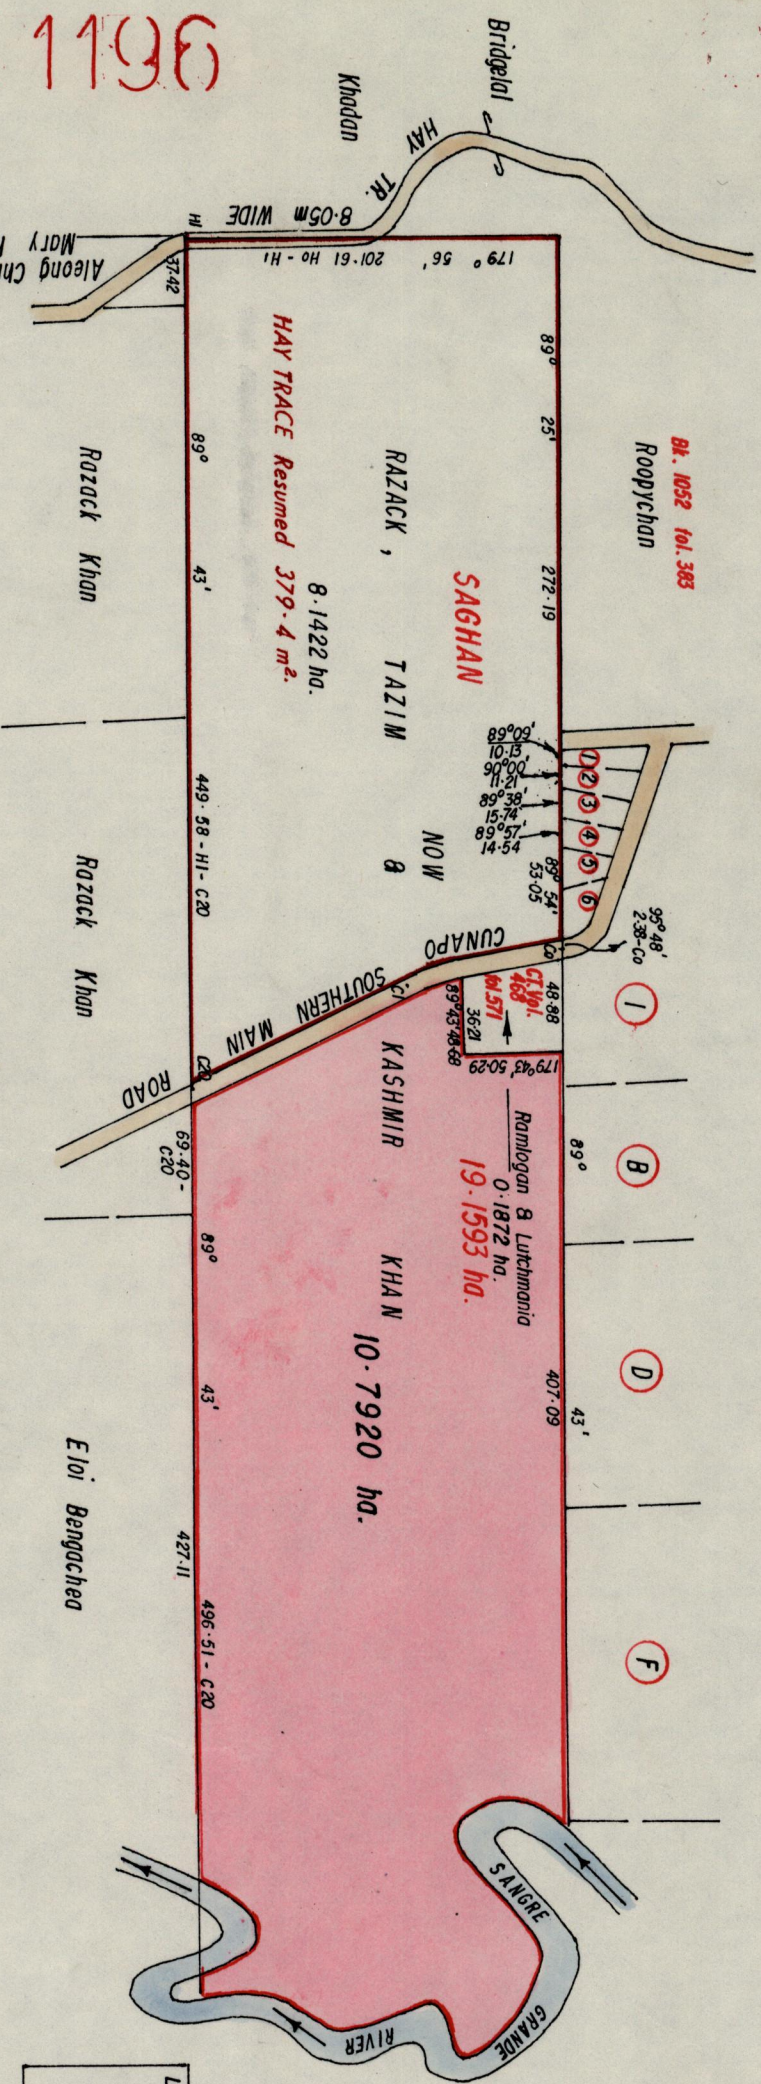 1196
Bridgelal
Khadan
HAY TR.
8·05m WIDE
H1
Mary
Aleong
37·42
179° 56' 201·61 Ho - H1
89° 25' 272·19
Bk. 1052 fol. 383
Roopychan
SAGHAN
RAZACK, TAZIM &
NOW
8·1422 ha.
HAY TRACE Resumed 379·4 m².
Razack Khan
89° 43' 449·58 - H1 - C20
Razack Khan
89°09'
10·13
90°00'
11·21
89°38'
15·74
89°57'
14·54
89° 54'
53·05
1
2
3
4
5
6
95°48'
2·38-Co
Co
CUNAPO SOUTHERN MAIN ROAD
C1
C20
CT. Vol.
468
fol. 571
48·88
36·21
89°43' 48·68
179°43' 50·29
I
B
D
F
Ramlogan & Lutchmania
0·1872 ha.
19·1593 ha.
KASHMIR KHAN
10·7920 ha.
89° 43'
407·09
69·40 -
C20
89° 43'
427·11
496·51 - C20
Eloi Bengachea
SANGRE GRANDE RIVER
L